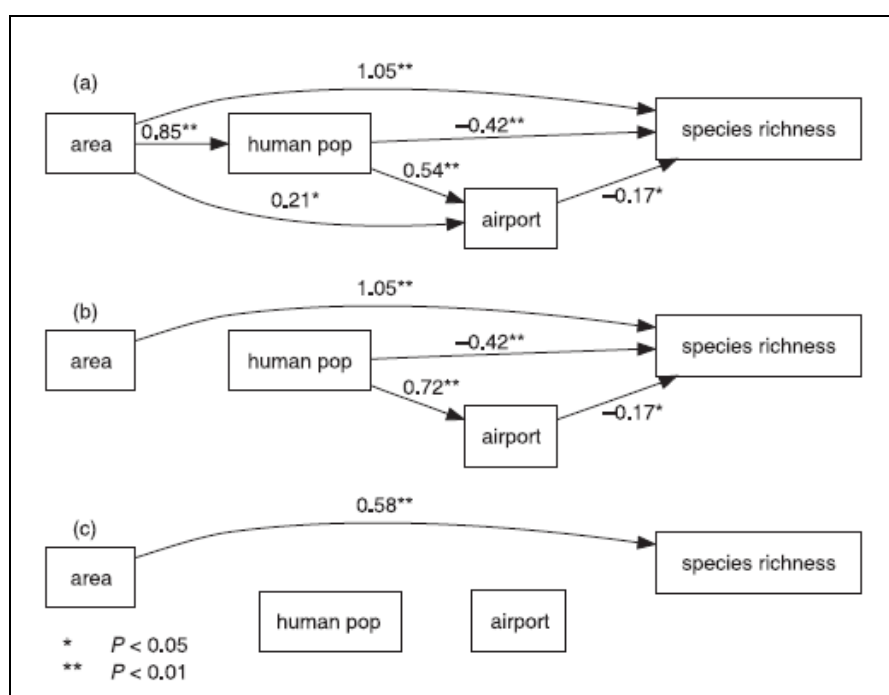 (a)
1.05**
area
0.85**
human pop
−0.42**
species richness
0.54**
0.21*
airport
−0.17*
(b)
1.05**
area
human pop
−0.42**
species richness
0.72**
airport
−0.17*
(c)
0.58**
area
species richness
human pop
airport
* P < 0.05
** P < 0.01